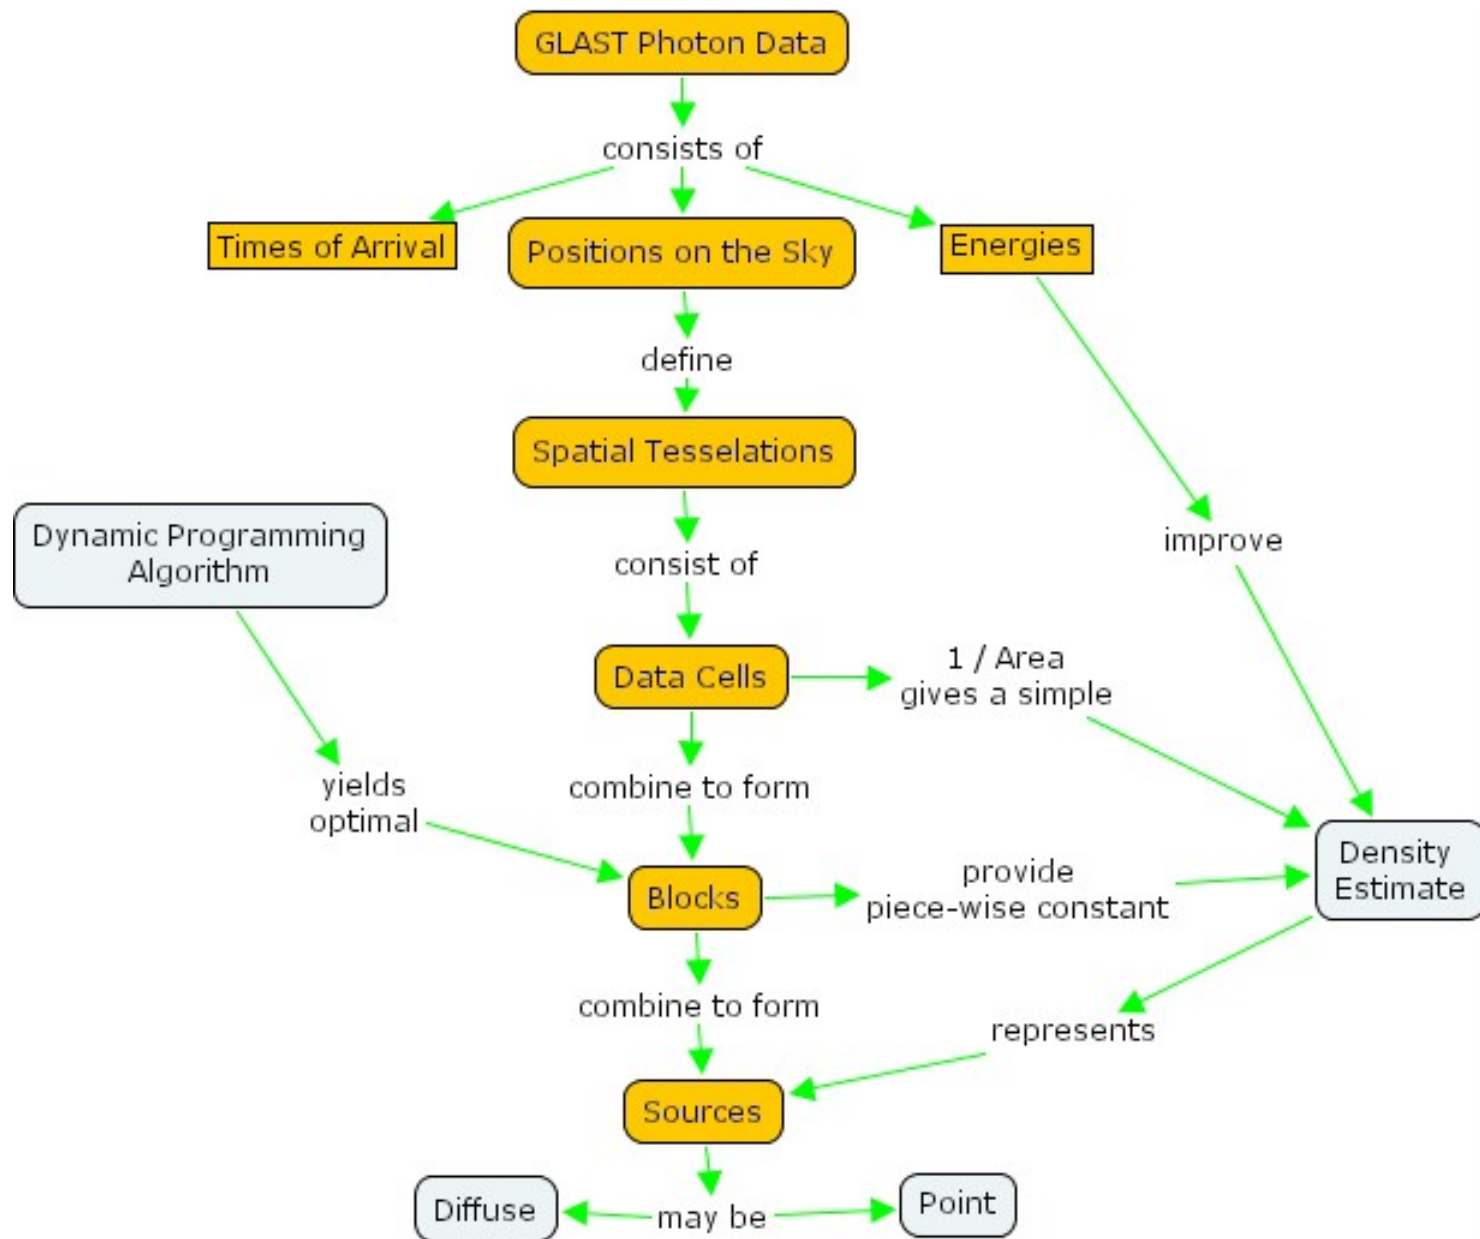 GLAST Photon Data
consists of
Times of Arrival
Positions on the Sky
Energies
define
Spatial Tesselations
Dynamic Programming
Algorithm
improve
consist of
Data Cells
1 / Area
gives a simple
yields
optimal
combine to form
Density
Estimate
Blocks
provide
piece-wise constant
combine to form
represents
Sources
Diffuse
may be
Point